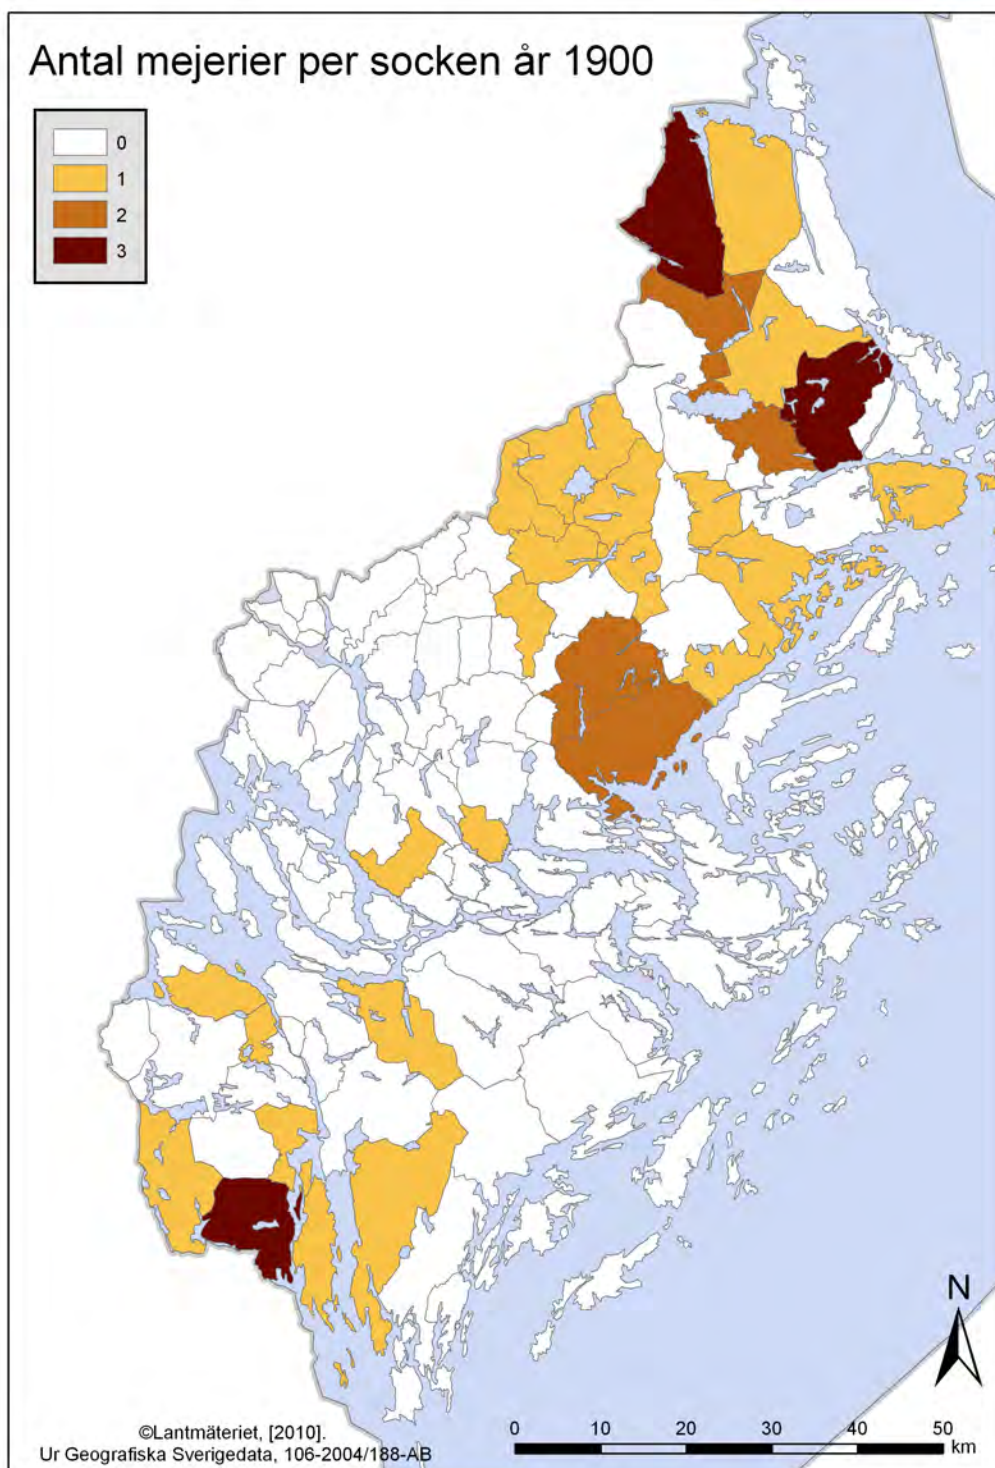 Antal mejerier per socken år 1900
0
1
2
3
N
©Lantmäteriet, [2010].
Ur Geografiska Sverigedata, 106-2004/188-AB
0 10 20 30 40 50
km